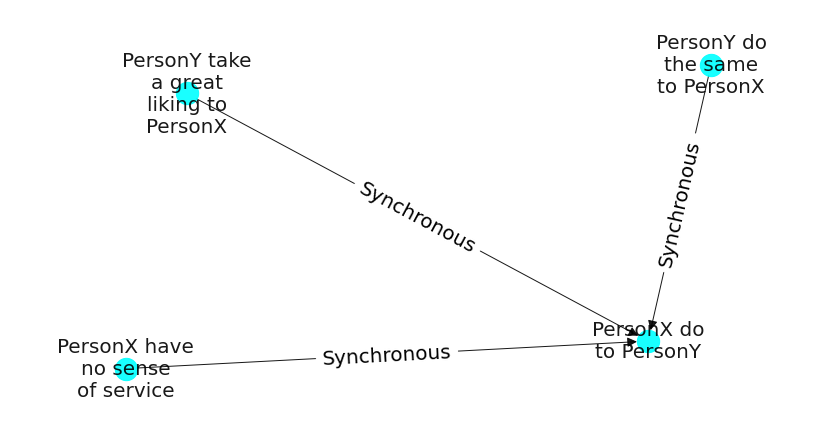 PersonY take
a great
liking to
PersonX
PersonY do
the same
to PersonX
Synchronous
Synchronous
PersonX do
to PersonY
PersonX have
no sense
of service
Synchronous